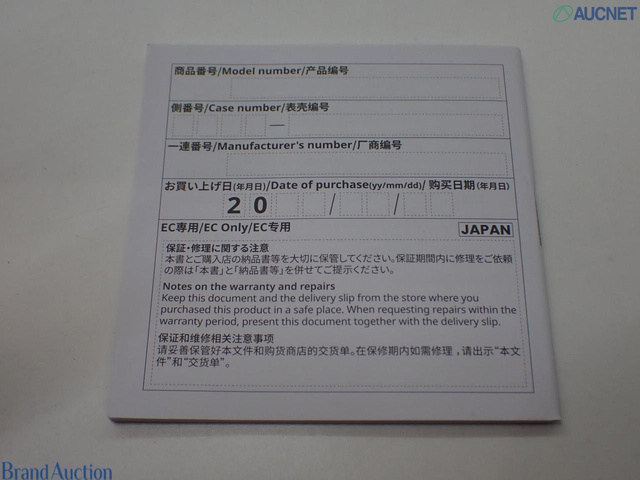 AUCNET
商品番号/Model number/产品编号
側番号/Case number/表壳编号
—
一連番号/Manufacturer's number/厂商编号
お買い上げ日(年月日)/Date of purchase(yy/mm/dd)/购买日期(年月日)
20 / /
EC専用/EC Only/EC专用 JAPAN
保証・修理に関する注意
本書とご購入店の納品書等を大切に保管してください。保証期間内に修理をご依頼
の際は「本書」と「納品書等」を併せてご提示ください。
Notes on the warranty and repairs
Keep this document and the delivery slip from the store where you
purchased this product in a safe place. When requesting repairs within the
warranty period, present this document together with the delivery slip.
保证和维修相关注意事项
请妥善保管好本文件和购货商店的交货单。在保修期内如需修理，请出示“本文
件”和“交货单”。
Brand Auction